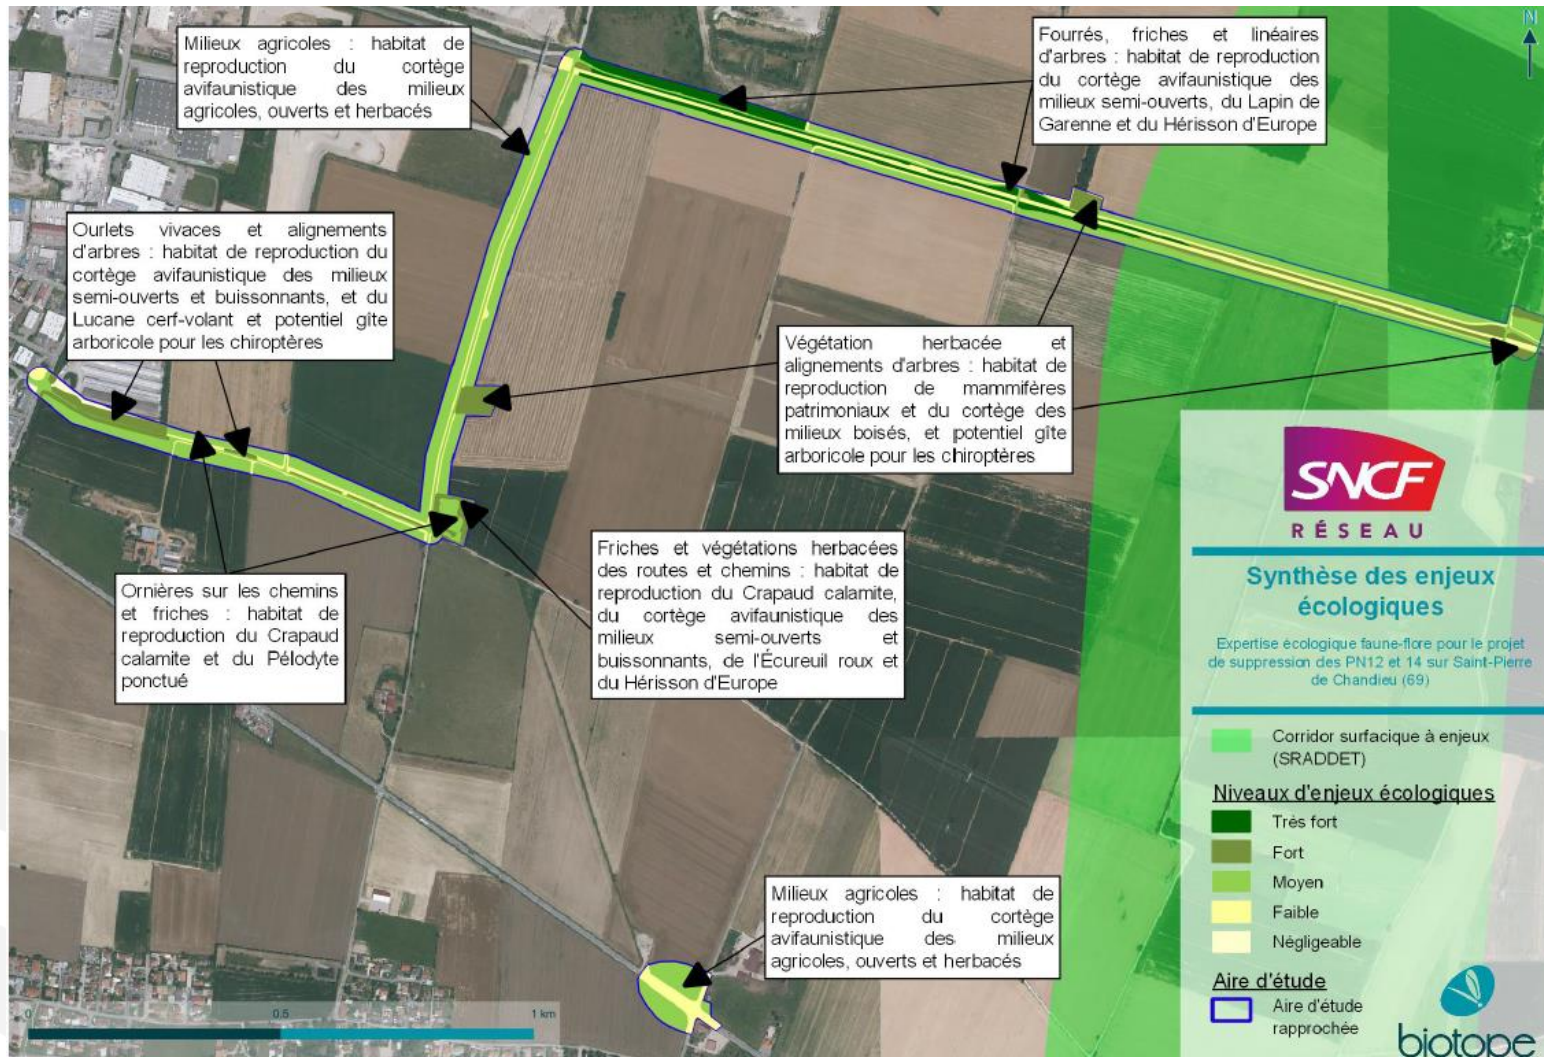 Milieux agricoles : habitat de
reproduction du cortège
avifaunistique des milieux
agricoles, ouverts et herbacés
Fourrés, friches et linéaires
d'arbres : habitat de reproduction
du cortège avifaunistique des
milieux semi-ouverts, du Lapin de
Garenne et du Hérisson d'Europe
N
Ourlets vivaces et alignements
d'arbres : habitat de reproduction du
cortège avifaunistique des milieux
semi-ouverts et buissonnants, et du
Lucane cerf-volant et potentiel gîte
arboricole pour les chiroptères
Végétation herbacée et
alignements d'arbres : habitat de
reproduction de mammifères
patrimoniaux et du cortège des
milieux boisés, et potentiel gîte
arboricole pour les chiroptères
Ornières sur les chemins
et friches : habitat de
reproduction du Crapaud
calamite et du Pélodyte
ponctué
Friches et végétations herbacées
des routes et chemins : habitat de
reproduction du Crapaud calamite,
du cortège avifaunistique des
milieux semi-ouverts et
buissonnants, de l'Écureuil roux et
du Hérisson d'Europe
Milieux agricoles : habitat de
reproduction du cortège
avifaunistique des milieux
agricoles, ouverts et herbacés
0 0.5 1 km
SNCF
RÉSEAU
Synthèse des enjeux
écologiques
Expertise écologique faune-flore pour le projet
de suppression des PN12 et 14 sur Saint-Pierre
de Chandieu (69)
Corridor surfacique à enjeux
(SRADDET)
Niveaux d'enjeux écologiques
Très fort
Fort
Moyen
Faible
Négligeable
Aire d'étude
Aire d'étude
rapprochée
biotope